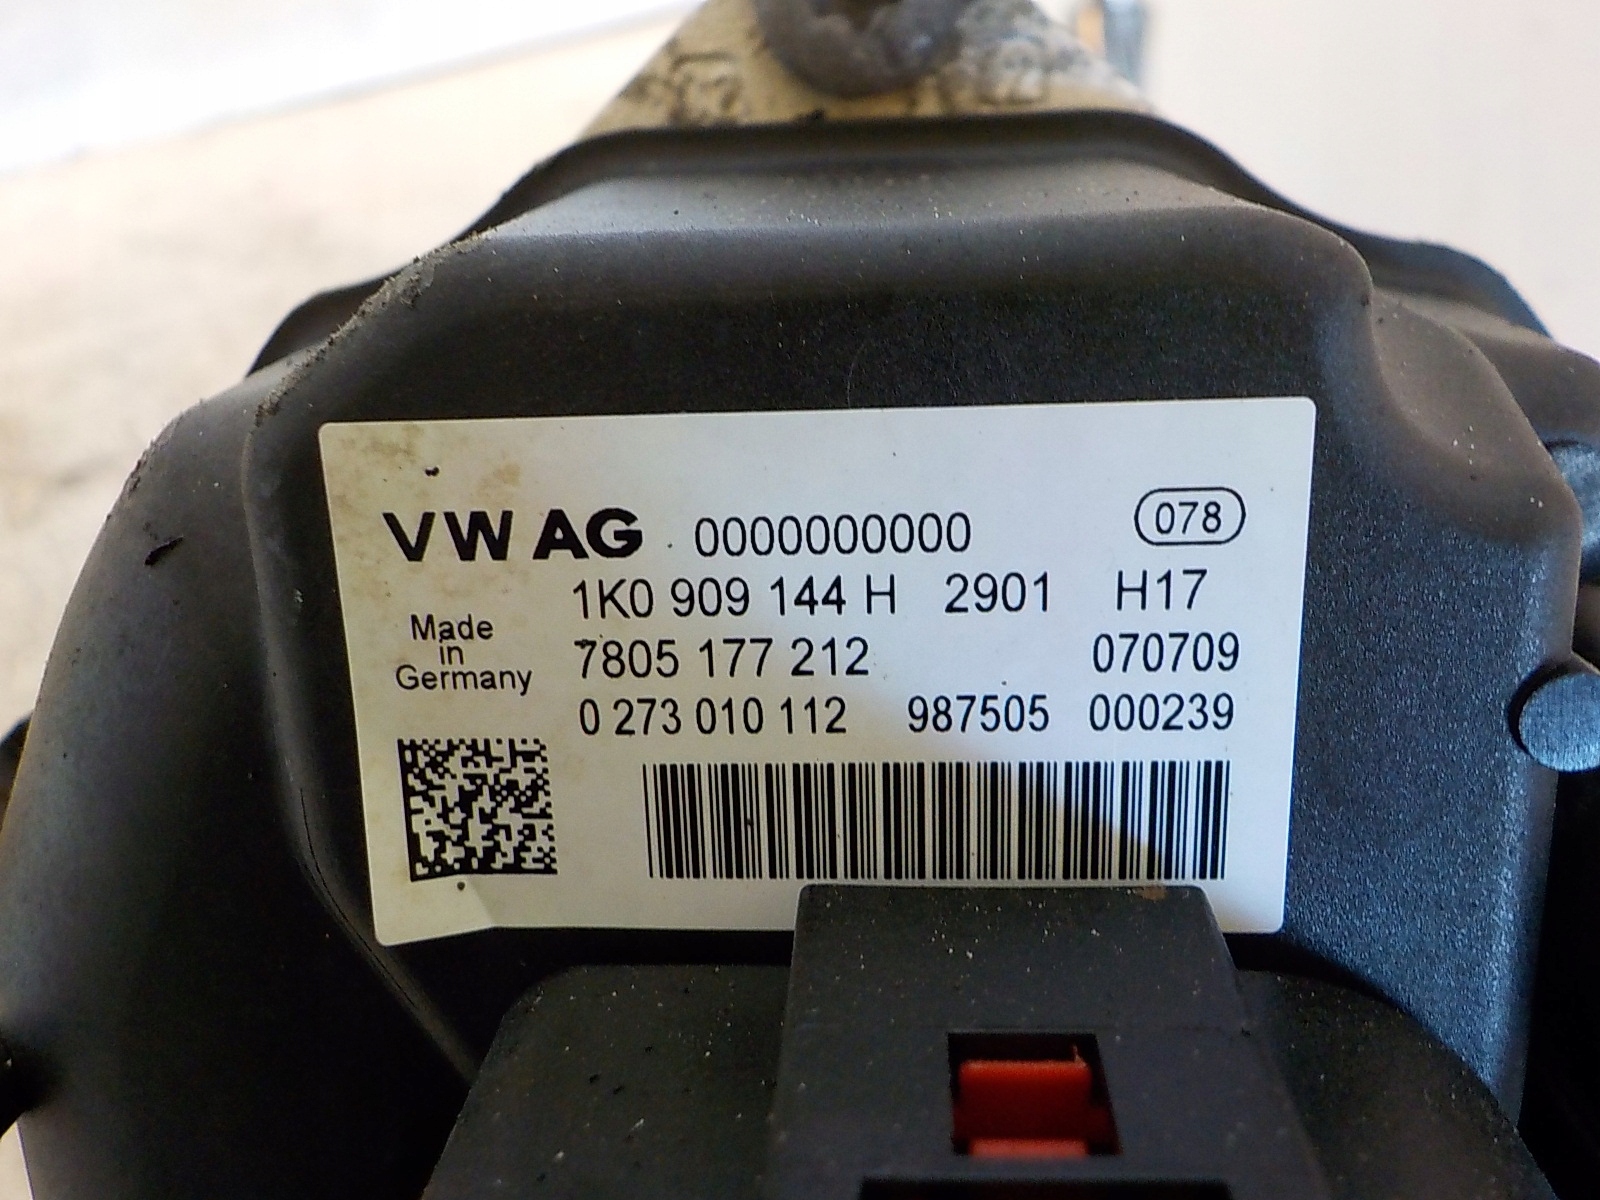 VW AG 0000000000 078
1K0 909 144 H 2901 H17
Made in Germany
7805 177 212 070709
0 273 010 112 987505 000239